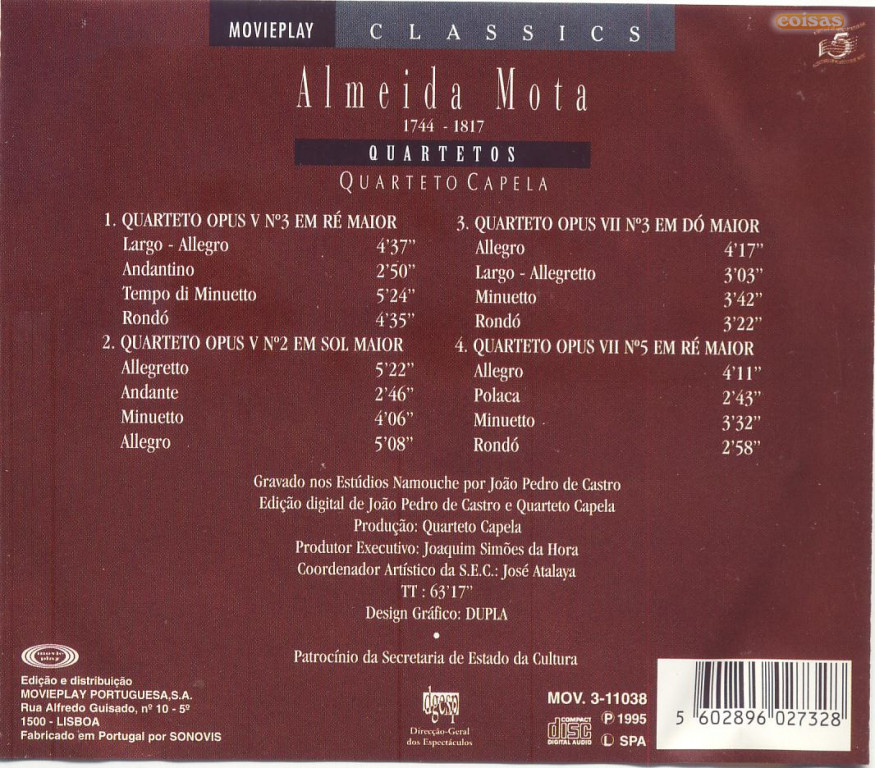 MOVIEPLAY CLASSICS
coisas
5
Almeida Mota
1744 - 1817
QUARTETOS
QUARTETO CAPELA
1. QUARTETO OPUS V Nº3 EM RÉ MAIOR
Largo - Allegro 4'37"
Andantino 2'50"
Tempo di Minuetto 5'24"
Rondó 4'35"
2. QUARTETO OPUS V Nº2 EM SOL MAIOR
Allegretto 5'22"
Andante 2'46"
Minuetto 4'06"
Allegro 5'08"
3. QUARTETO OPUS VII Nº3 EM DÓ MAIOR
Allegro 4'17"
Largo - Allegretto 3'03"
Minuetto 3'42"
Rondó 3'22"
4. QUARTETO OPUS VII Nº5 EM RÉ MAIOR
Allegro 4'11"
Polaca 2'43"
Minuetto 3'32"
Rondó 2'58"
Gravado nos Estúdios Namouche por João Pedro de Castro
Edição digital de João Pedro de Castro e Quarteto Capela
Produção: Quarteto Capela
Produtor Executivo: Joaquim Simões da Hora
Coordenador Artístico da S.E.C.: José Atalaya
TT : 63'17"
Design Gráfico: DUPLA
Patrocínio da Secretaria de Estado da Cultura
movie play
Edição e distribuição
MOVIEPLAY PORTUGUESA,S.A.
Rua Alfredo Guisado, nº 10 - 5º
1500 - LISBOA
Fabricado em Portugal por SONOVIS
dgesp
Direcção-Geral
dos Espectáculos
MOV. 3-11038
COMPACT disc DIGITAL AUDIO
Ⓟ 1995
Ⓛ SPA
5 602896 027328